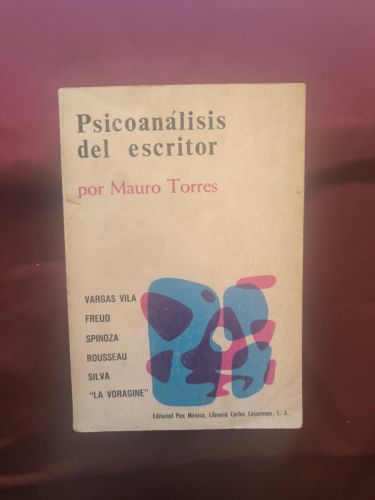 Psicoanálisis
del escritor
por Mauro Torres
VARGAS VILA
FREUD
SPINOZA
ROUSSEAU
SILVA
"LA VORAGINE"
Editorial Pax México, Librería Carlos Cesarman, S. A.